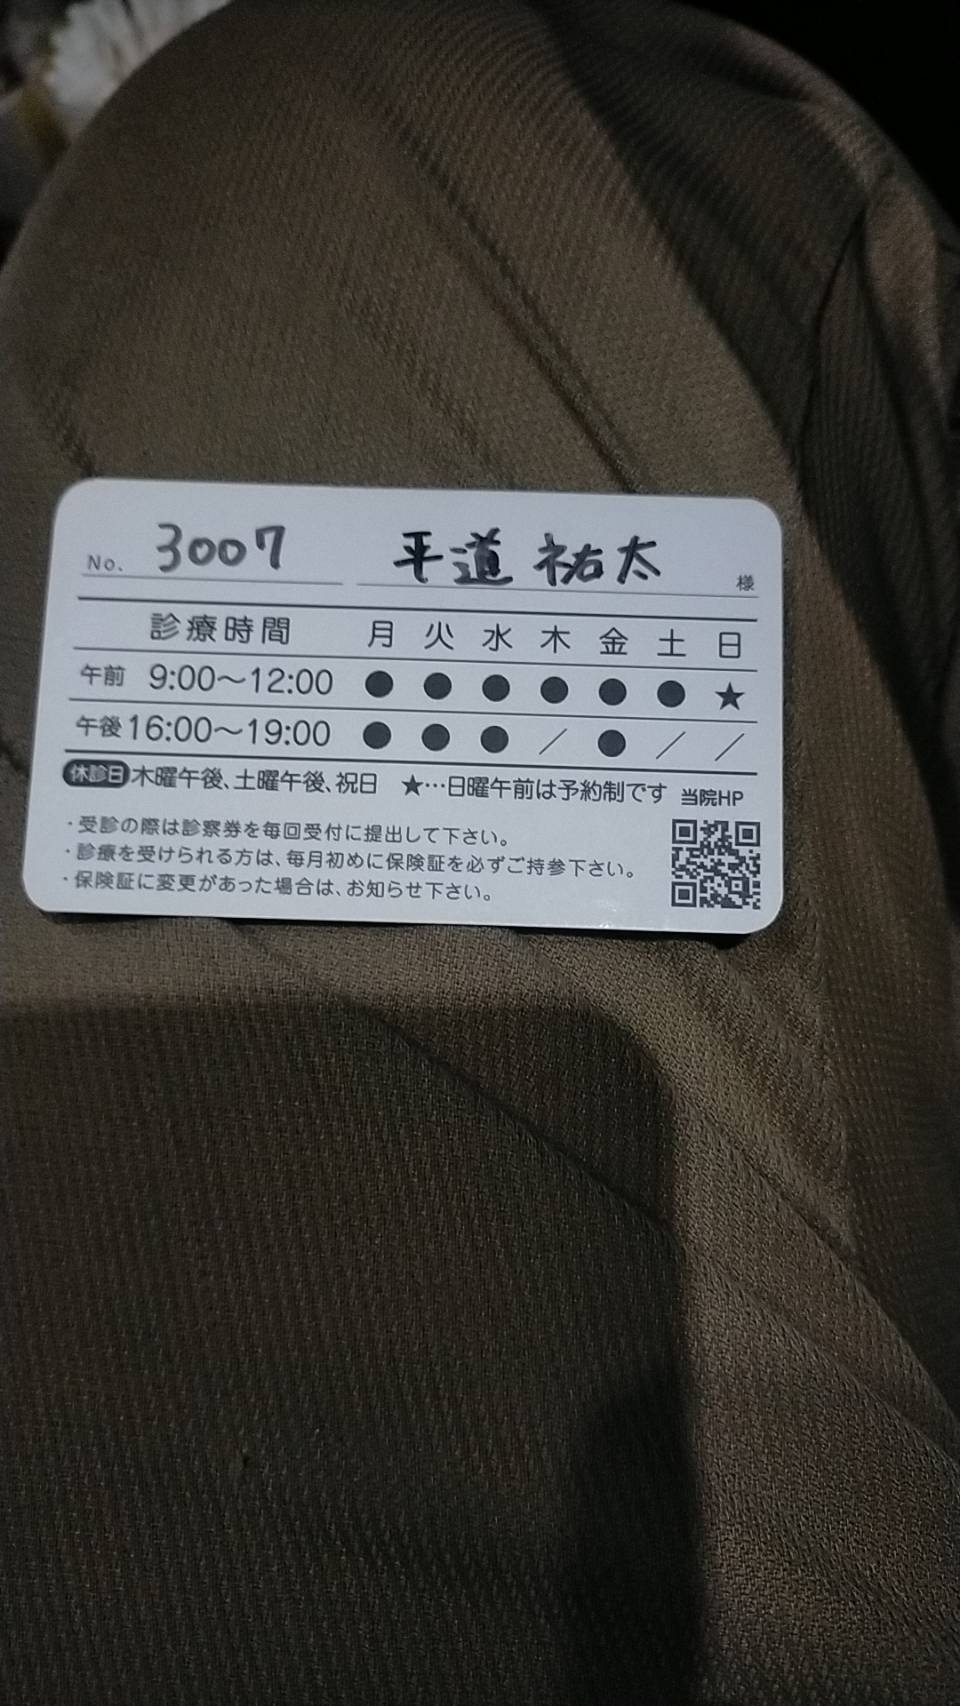 No. 3007 平道 祐太 様
診療時間 月 火 水 木 金 土 日
午前 9:00〜12:00 ● ● ● ● ● ● ★
午後 16:00〜19:00 ● ● ● ／ ● ／ ／
休診日 木曜午後、土曜午後、祝日 ★…日曜午前は予約制です 当院HP
・受診の際は診察券を毎回受付に提出して下さい。
・診療を受けられる方は、毎月初めに保険証を必ずご持参下さい。
・保険証に変更があった場合は、お知らせ下さい。